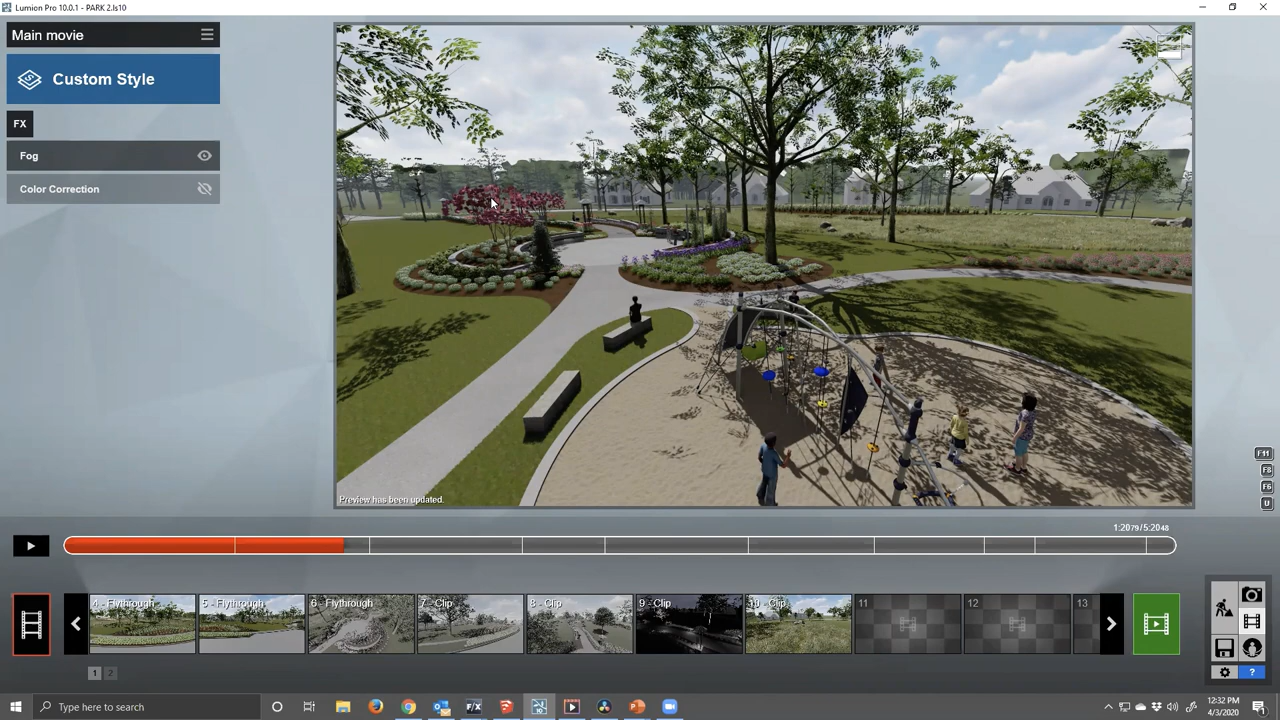 Lumion Pro 10.0.1 - PARK 2.ls10
Main movie
Custom Style
FX
Fog
Color Correction
Preview has been updated.
F11
F8
F6
U
1:2079/5:2048
4 - Flythrough
5 - Flythrough
6 - Flythrough
7 - Clip
8 - Clip
9 - Clip
10 - Clip
11
12
13
1
2
?
Type here to search
12:32 PM
4/3/2020